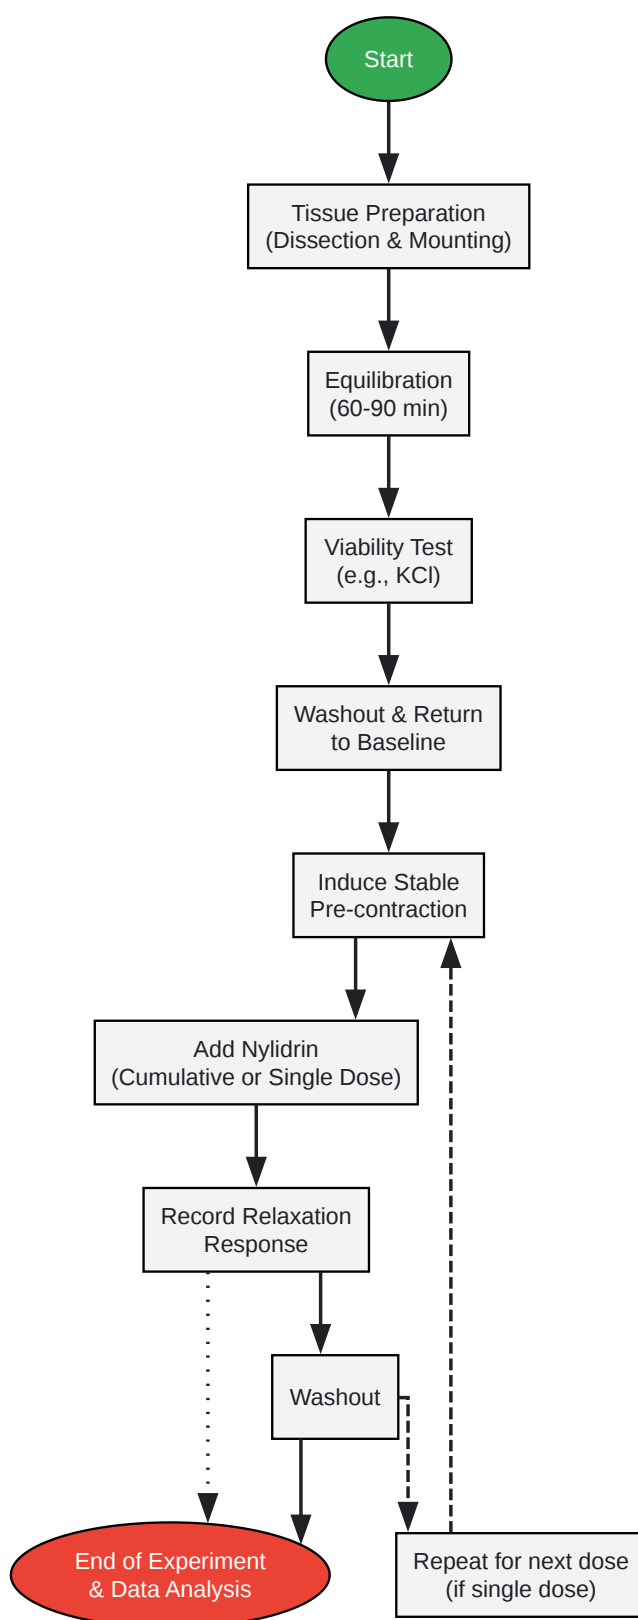 Start
Tissue Preparation
(Dissection & Mounting)
Equilibration
(60-90 min)
Viability Test
(e.g., KCl)
Washout & Return
to Baseline
Induce Stable
Pre-contraction
Add Nylidrin
(Cumulative or Single Dose)
Record Relaxation
Response
Washout
End of Experiment
& Data Analysis
Repeat for next dose
(if single dose)